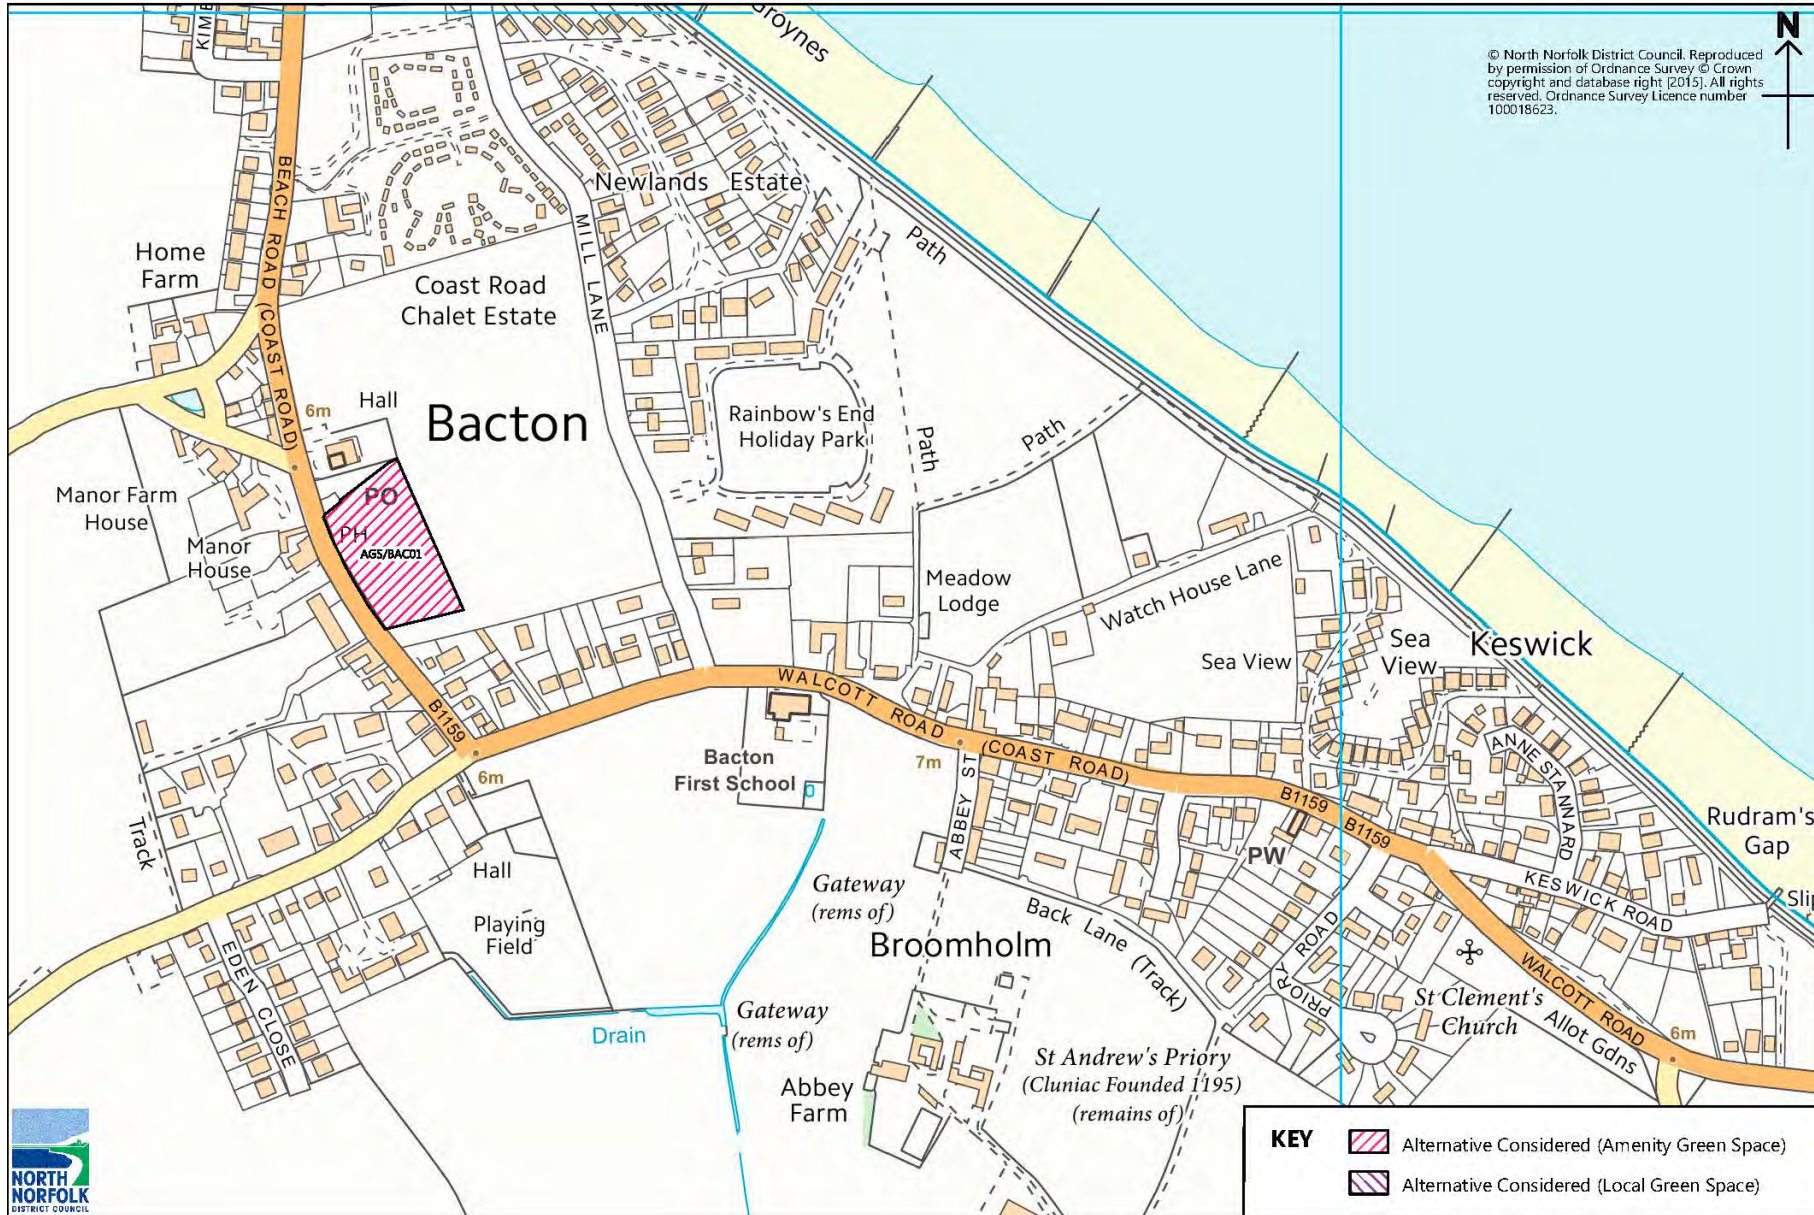 Groynes
N
© North Norfolk District Council. Reproduced
by permission of Ordnance Survey © Crown
copyright and database right [2015]. All rights
reserved. Ordnance Survey Licence number
100018623.
BEACH ROAD (COAST ROAD)
Newlands Estate
MILL LANE
Path
Home
Farm
Coast Road
Chalet Estate
6m
Hall
Bacton
Rainbow's End
Holiday Park
Path
Path
Manor Farm
House
PO
PH
AGS/BAC01
Manor
House
Meadow
Lodge
Watch House Lane
Sea View
Sea
View
Keswick
WALCOTT ROAD (COAST ROAD)
B1159
6m
Bacton
First School
7m
ABBEY ST
B1159
B1159
ANNE STANNARD
Rudram's
Gap
Track
PW
KESWICK ROAD
Hall
Gateway
(rems of)
Back Lane (Track)
Playing
Field
Broomholm
PRIORY ROAD
WALCOTT ROAD
EDEN CLOSE
Gateway
(rems of)
Drain
St Clement's
Church
Allot Gdns
6m
St Andrew's Priory
(Cluniac Founded 1195)
(remains of)
Abbey
Farm
KEY
Alternative Considered (Amenity Green Space)
Alternative Considered (Local Green Space)
NORTH
NORFOLK
DISTRICT COUNCIL